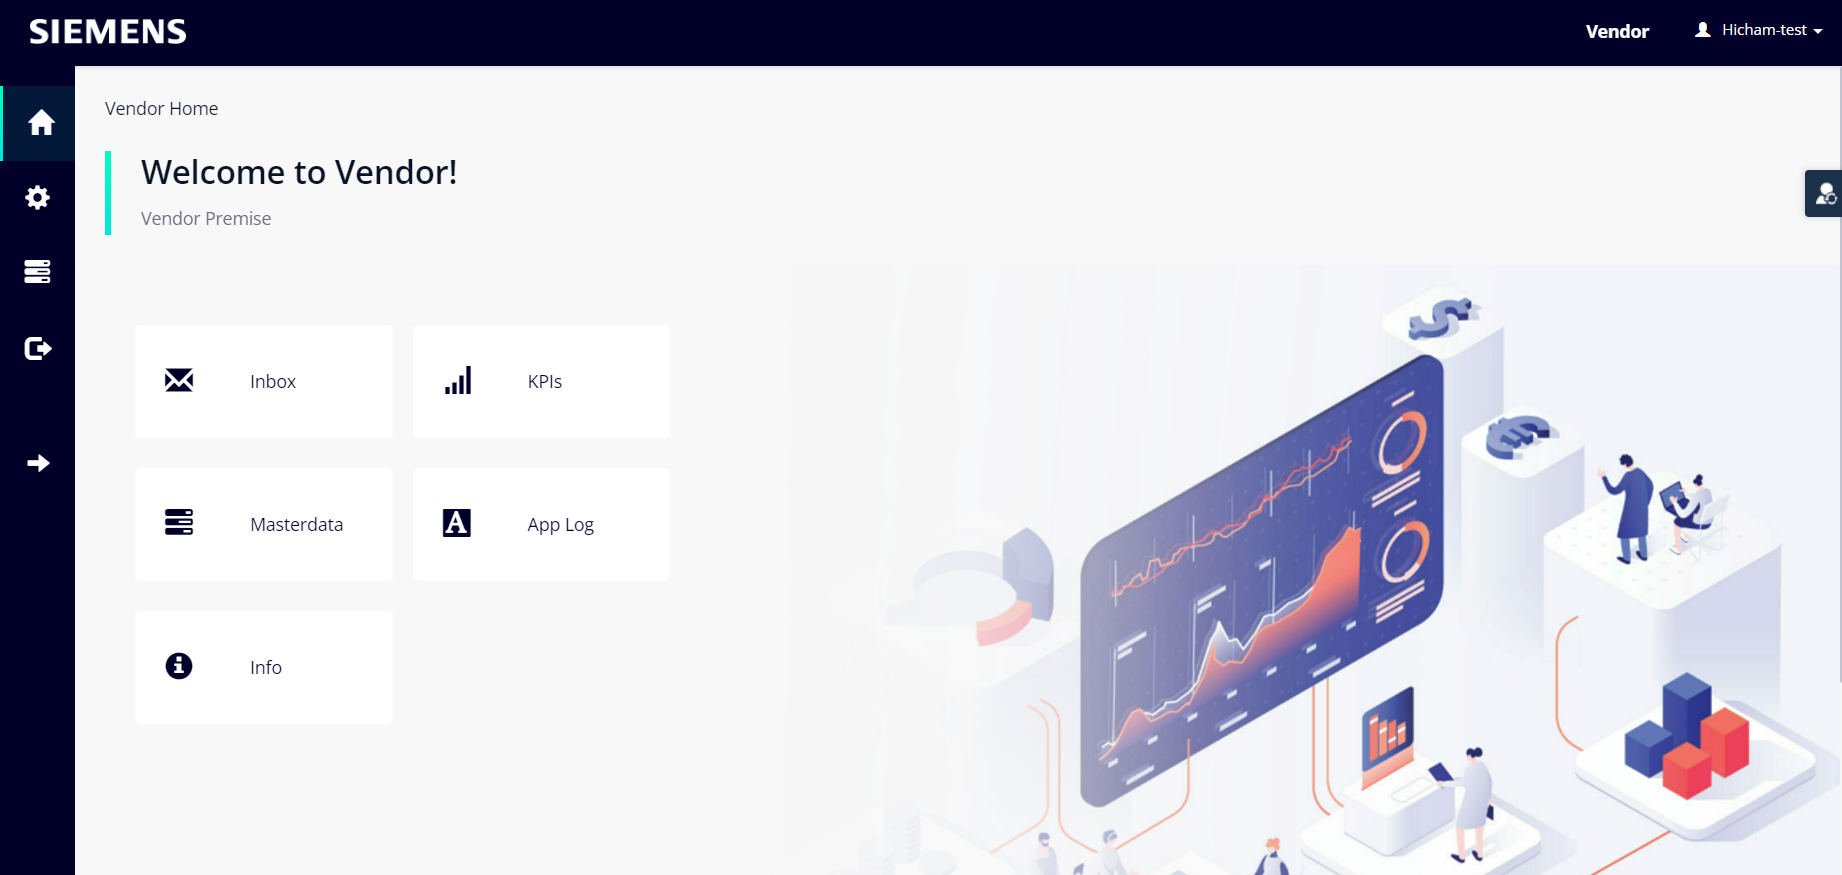 SIEMENS
Vendor
Hicham-test
Vendor Home
Welcome to Vendor!
Vendor Premise
Inbox
KPIs
Masterdata
App Log
Info